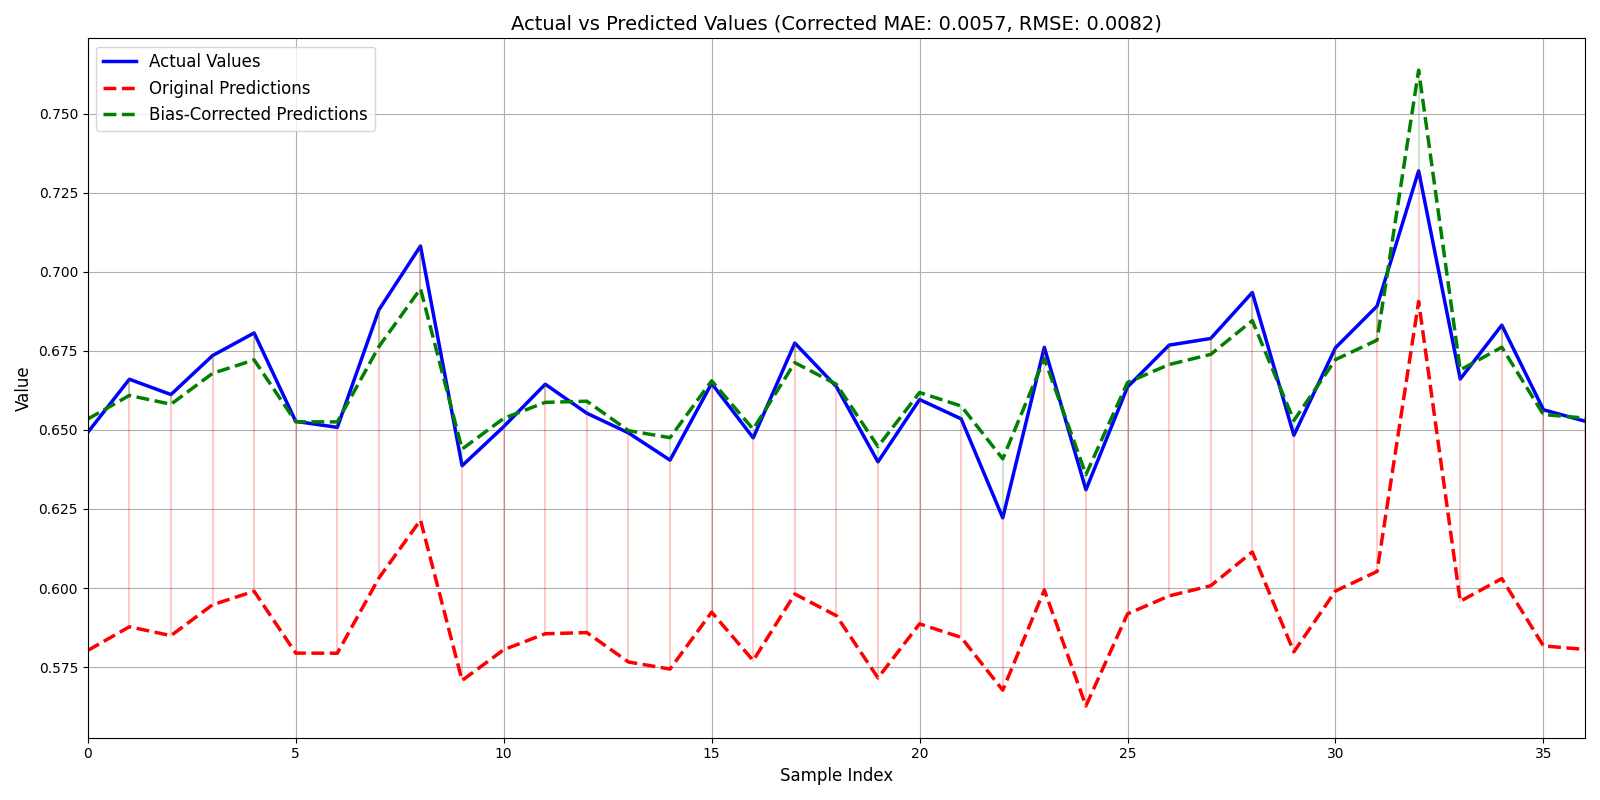 Actual vs Predicted Values (Corrected MAE: 0.0057, RMSE: 0.0082)
Actual Values
Original Predictions
Bias-Corrected Predictions
Value
0.750
0.725
0.700
0.675
0.650
0.625
0.600
0.575
0 5 10 15 20 25 30 35
Sample Index